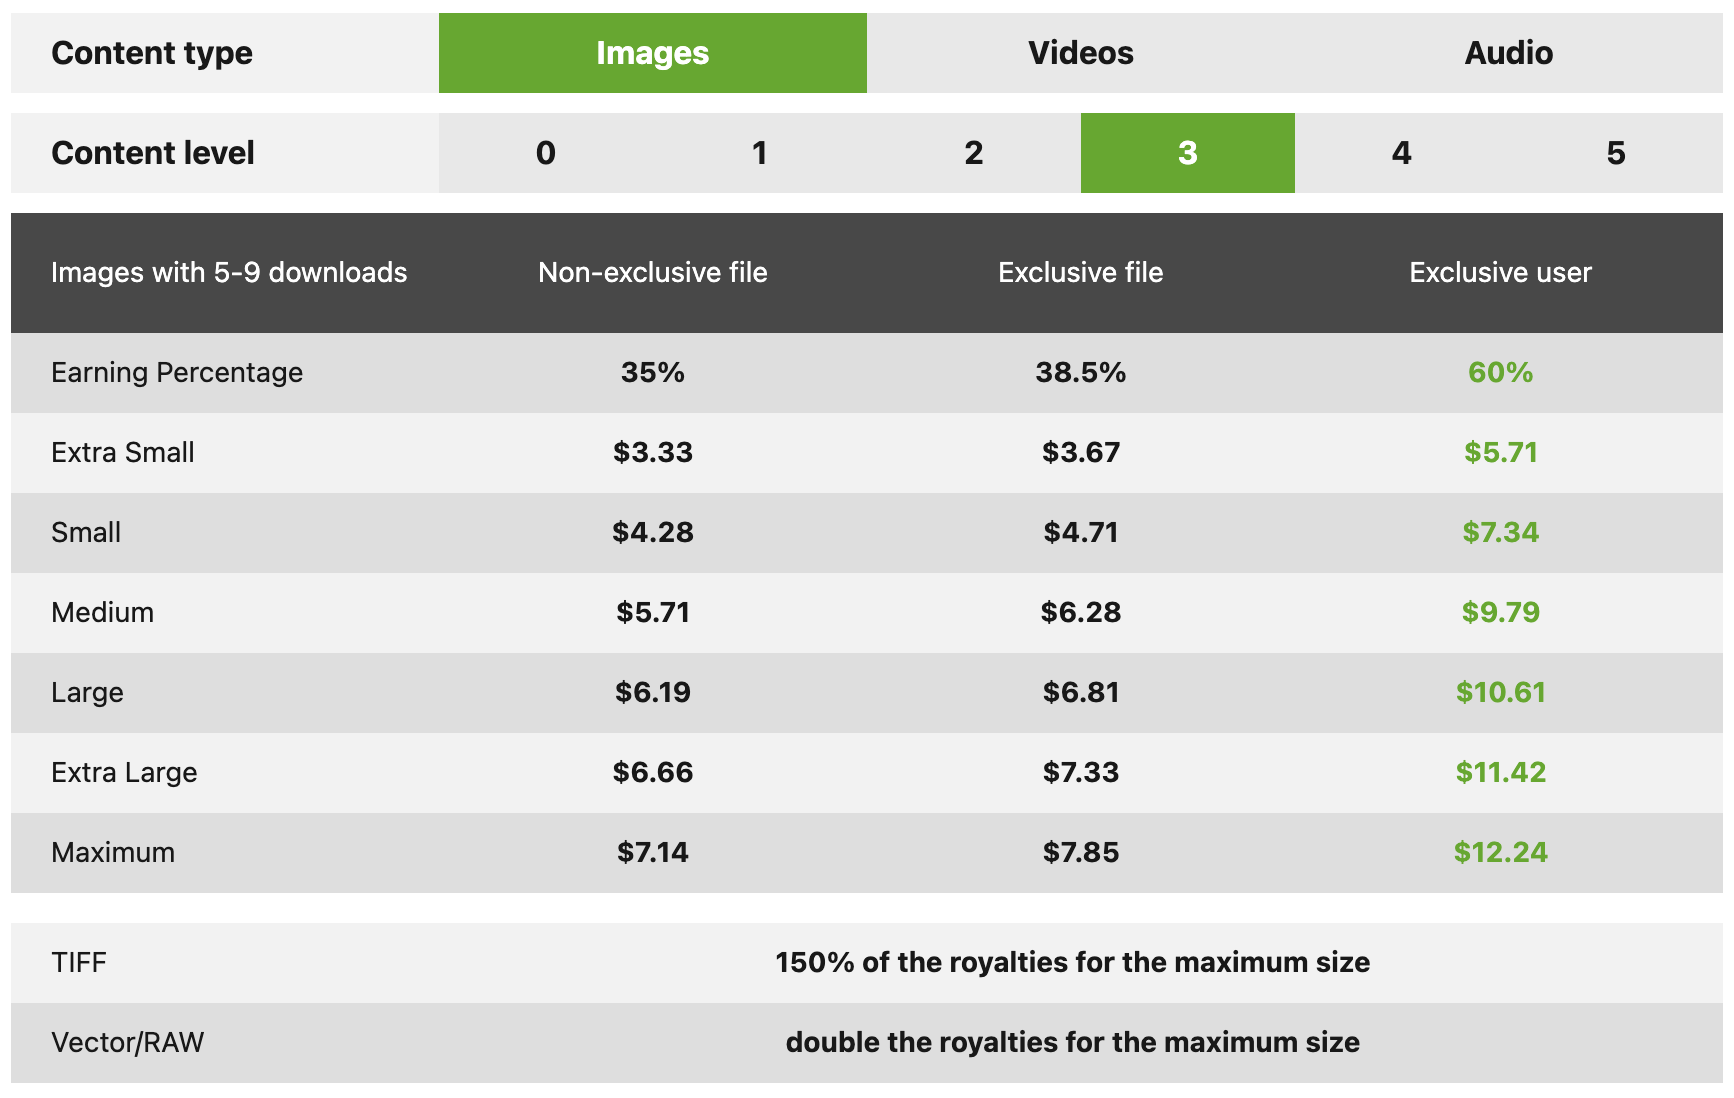 Content type Images Videos Audio
Content level 0 1 2 3 4 5
Images with 5-9 downloads Non-exclusive file Exclusive file Exclusive user
Earning Percentage 35% 38.5% 60%
Extra Small $3.33 $3.67 $5.71
Small $4.28 $4.71 $7.34
Medium $5.71 $6.28 $9.79
Large $6.19 $6.81 $10.61
Extra Large $6.66 $7.33 $11.42
Maximum $7.14 $7.85 $12.24
TIFF 150% of the royalties for the maximum size
Vector/RAW double the royalties for the maximum size